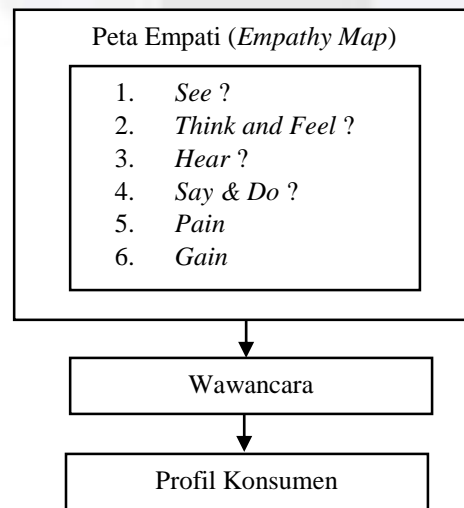 Peta Empati (Empathy Map)
1. See ?
2. Think and Feel ?
3. Hear ?
4. Say & Do ?
5. Pain
6. Gain
Wawancara
Profil Konsumen